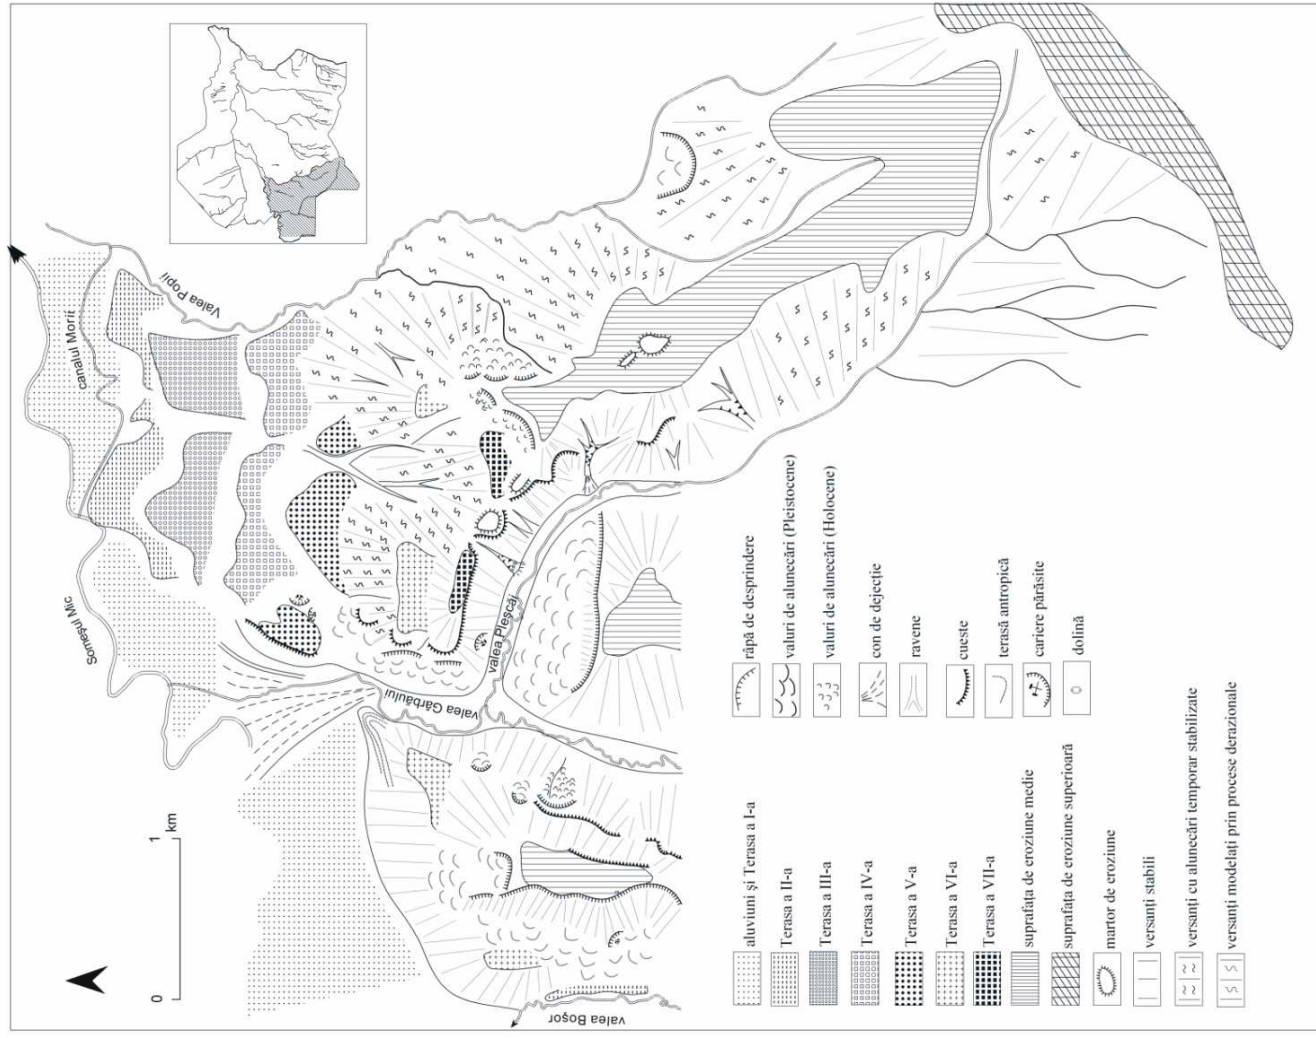 Someșul Mic
canalul Morii
Valea Popii
valea Gârbăului
valea Pleșcăi
valea Boșor
0 1
km
aluviuni și Terasa a I-a
Terasa a II-a
Terasa a III-a
Terasa a IV-a
Terasa a V-a
Terasa a VI-a
Terasa a VII-a
suprafața de eroziune medie
suprafața de eroziune superioară
martor de eroziune
versanți stabili
versanți cu alunecări temporar stabilizate
versanți modelați prin procese derazionale
râpă de desprindere
valuri de alunecări (Pleistocene)
valuri de alunecări (Holocene)
con de dejecție
ravene
cueste
terasă antropică
cariere părăsite
dolină